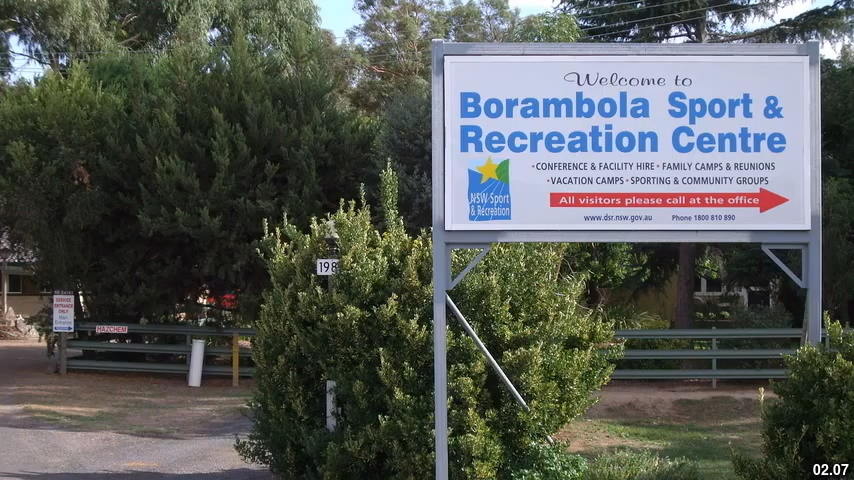 Welcome to
Borambola Sport &
Recreation Centre
•CONFERENCE & FACILITY HIRE • FAMILY CAMPS & REUNIONS
•VACATION CAMPS • SPORTING & COMMUNITY GROUPS
NSW Sport
& Recreation
All visitors please call at the office
www.dsr.nsw.gov.au Phone 1800 810 890
198
SERVICE
ENTRANCE
ONLY
Main
Entrance
HAZCHEM
02.07